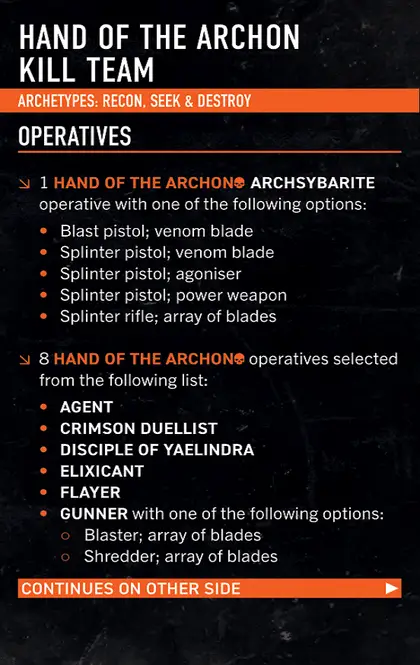 HAND OF THE ARCHON
KILL TEAM
ARCHETYPES: RECON, SEEK & DESTROY
OPERATIVES
↘ 1 HAND OF THE ARCHON💀 ARCHSYBARITE
operative with one of the following options:
• Blast pistol; venom blade
• Splinter pistol; venom blade
• Splinter pistol; agoniser
• Splinter pistol; power weapon
• Splinter rifle; array of blades
↘ 8 HAND OF THE ARCHON💀 operatives selected
from the following list:
• AGENT
• CRIMSON DUELLIST
• DISCIPLE OF YAELINDRA
• ELIXICANT
• FLAYER
• GUNNER with one of the following options:
○ Blaster; array of blades
○ Shredder; array of blades
CONTINUES ON OTHER SIDE ►